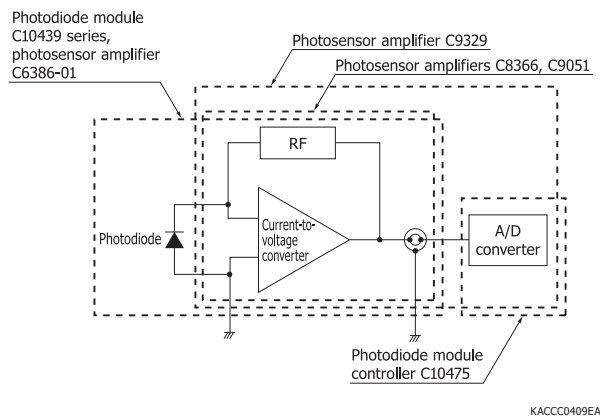 Photodiode module
C10439 series,
photosensor amplifier
C6386-01
Photosensor amplifier C9329
Photosensor amplifiers C8366, C9051
RF
Photodiode
Current-to-
voltage
converter
A/D
converter
Photodiode module
controller C10475
KACCC0409EA